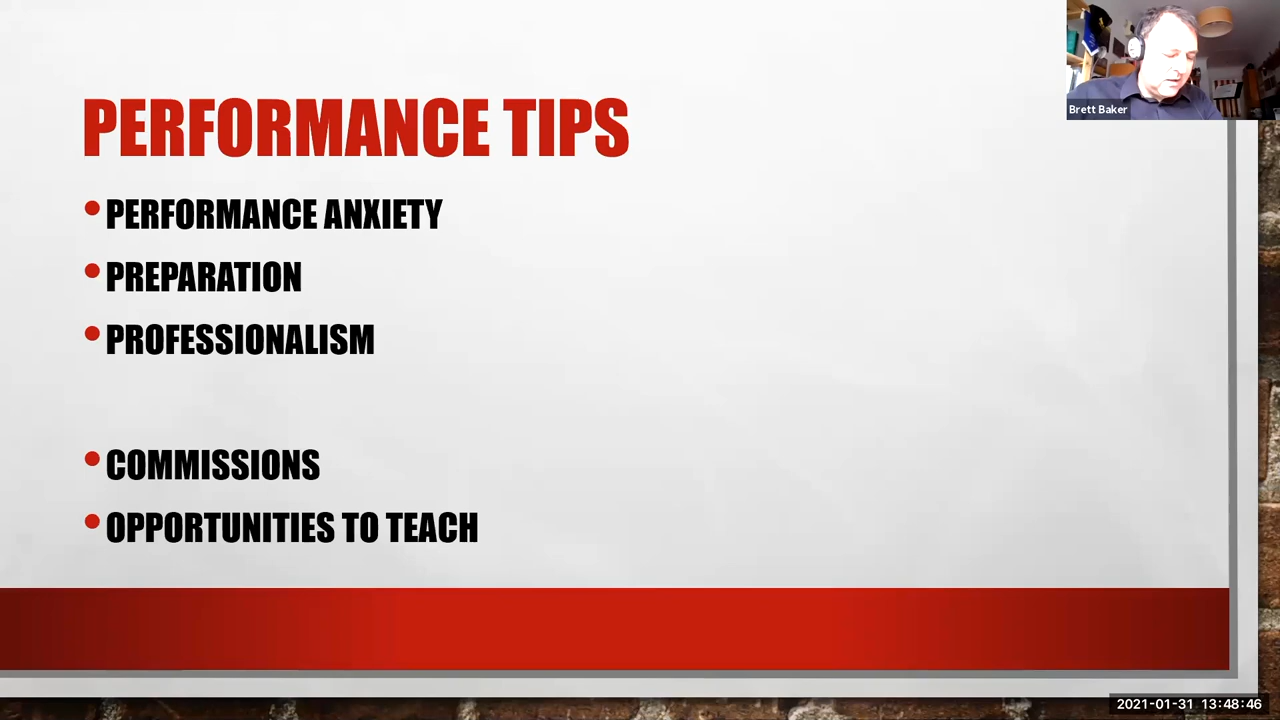 PERFORMANCE TIPS
•PERFORMANCE ANXIETY
•PREPARATION
•PROFESSIONALISM
•COMMISSIONS
•OPPORTUNITIES TO TEACH
Brett Baker
2021-01-31 13:48:46